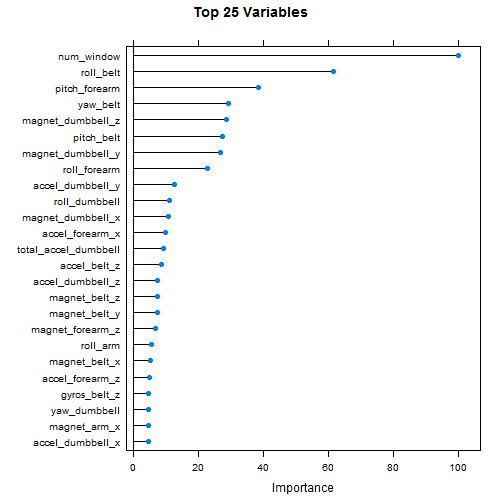 Top 25 Variables
num_window
roll_belt
pitch_forearm
yaw_belt
magnet_dumbbell_z
pitch_belt
magnet_dumbbell_y
roll_forearm
accel_dumbbell_y
roll_dumbbell
magnet_dumbbell_x
accel_forearm_x
total_accel_dumbbell
accel_belt_z
accel_dumbbell_z
magnet_belt_z
magnet_belt_y
magnet_forearm_z
roll_arm
magnet_belt_x
accel_forearm_z
gyros_belt_z
yaw_dumbbell
magnet_arm_x
accel_dumbbell_x
0 20 40 60 80 100
Importance